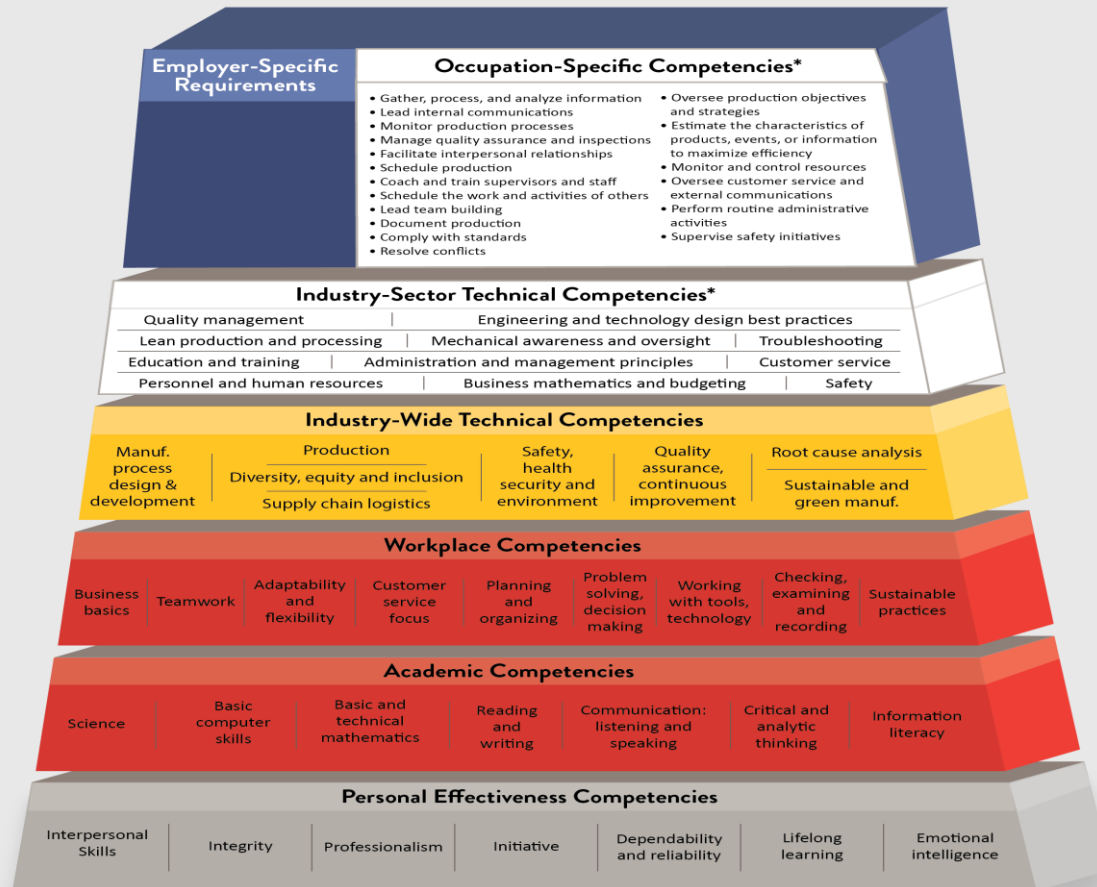 Employer-Specific
Requirements
Occupation-Specific Competencies*
• Gather, process, and analyze information
• Lead internal communications
• Monitor production processes
• Manage quality assurance and inspections
• Facilitate interpersonal relationships
• Schedule production
• Coach and train supervisors and staff
• Schedule the work and activities of others
• Lead team building
• Document production
• Comply with standards
• Resolve conflicts
• Oversee production objectives
and strategies
• Estimate the characteristics of
products, events, or information
to maximize efficiency
• Monitor and control resources
• Oversee customer service and
external communications
• Perform routine administrative
activities
• Supervise safety initiatives
Industry-Sector Technical Competencies*
Quality management | Engineering and technology design best practices
Lean production and processing | Mechanical awareness and oversight | Troubleshooting
Education and training | Administration and management principles | Customer service
Personnel and human resources | Business mathematics and budgeting | Safety
Industry-Wide Technical Competencies
Manuf.
process
design &
development
Production
Diversity, equity and inclusion
Supply chain logistics
Safety,
health
security and
environment
Quality
assurance,
continuous
improvement
Root cause analysis
Sustainable and
green manuf.
Workplace Competencies
Business
basics
Teamwork
Adaptability
and
flexibility
Customer
service
focus
Planning
and
organizing
Problem
solving,
decision
making
Working
with tools,
technology
Checking,
examining
and
recording
Sustainable
practices
Academic Competencies
Science
Basic
computer
skills
Basic and
technical
mathematics
Reading
and
writing
Communication:
listening and
speaking
Critical and
analytic
thinking
Information
literacy
Personal Effectiveness Competencies
Interpersonal
Skills
Integrity
Professionalism
Initiative
Dependability
and reliability
Lifelong
learning
Emotional
intelligence